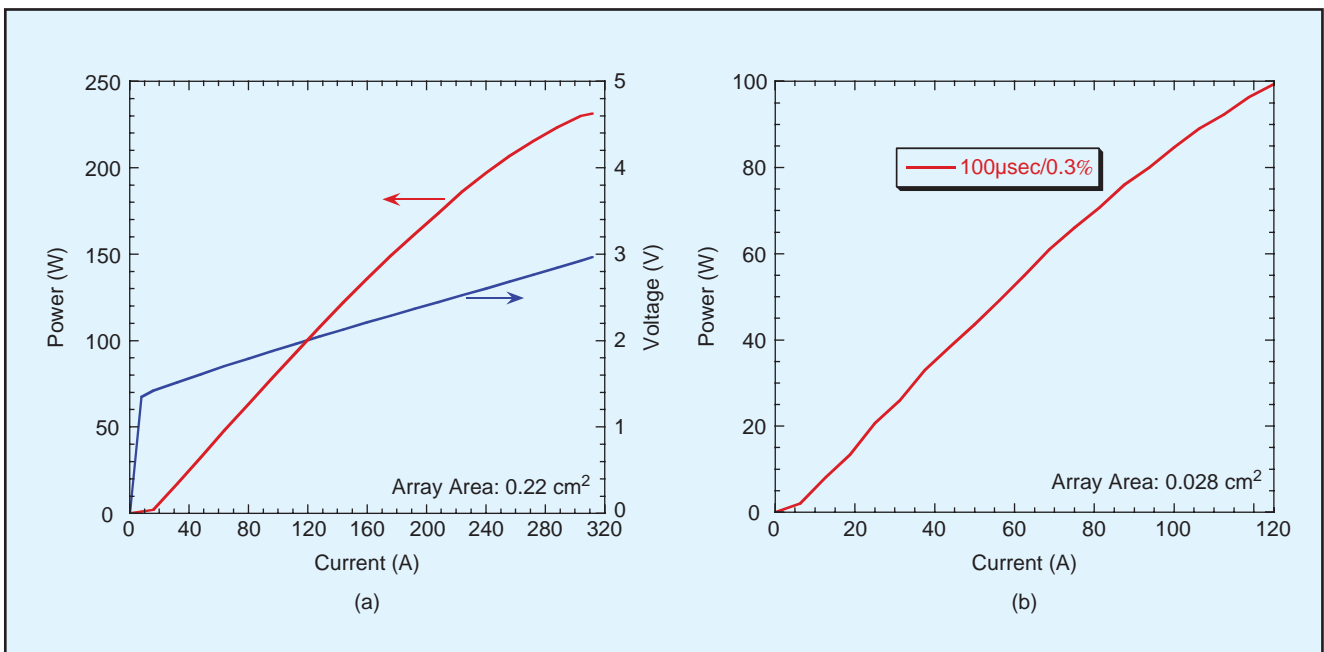 250
200
150
100
50
0
Power (W)
5
4
3
2
1
0
Voltage (V)
Array Area: 0.22 cm²
0 40 80 120 160 200 240 280 320
Current (A)
(a)
100
80
60
40
20
0
Power (W)
100µsec/0.3%
Array Area: 0.028 cm²
0 20 40 60 80 100 120
Current (A)
(b)